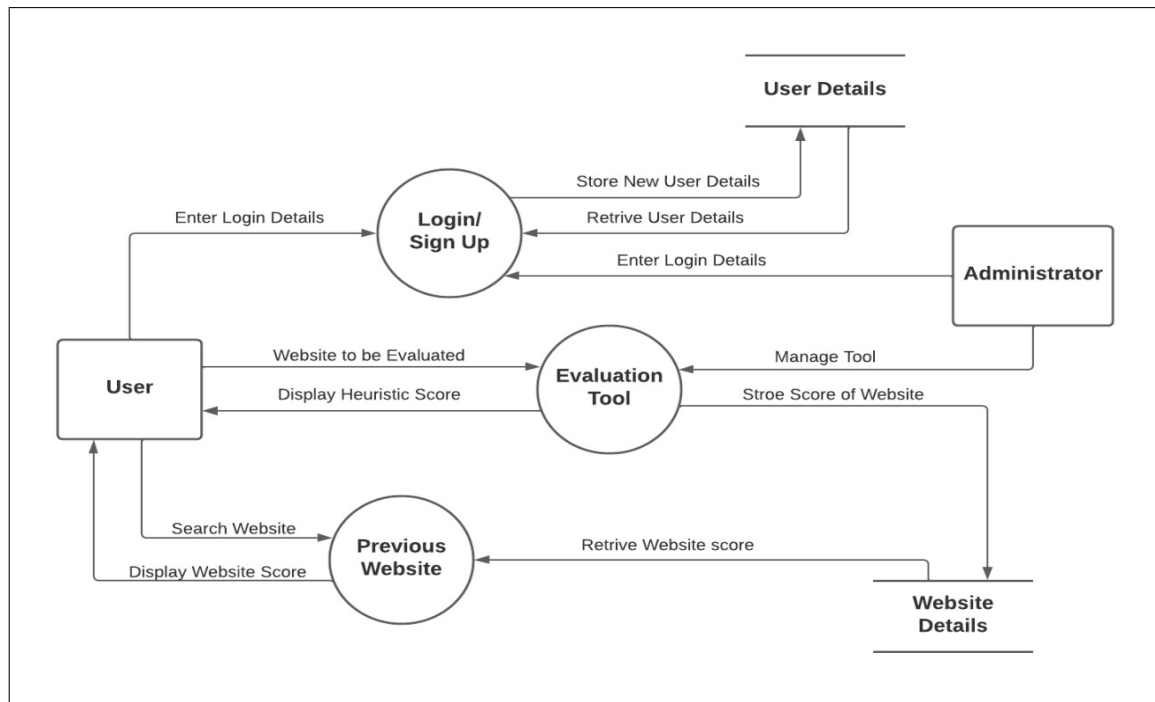 User Details
Store New User Details
Enter Login Details
Login/
Sign Up
Retrive User Details
Enter Login Details
Administrator
Website to be Evaluated
Manage Tool
User
Evaluation
Tool
Display Heuristic Score
Stroe Score of Website
Search Website
Previous
Website
Retrive Website score
Display Website Score
Website
Details